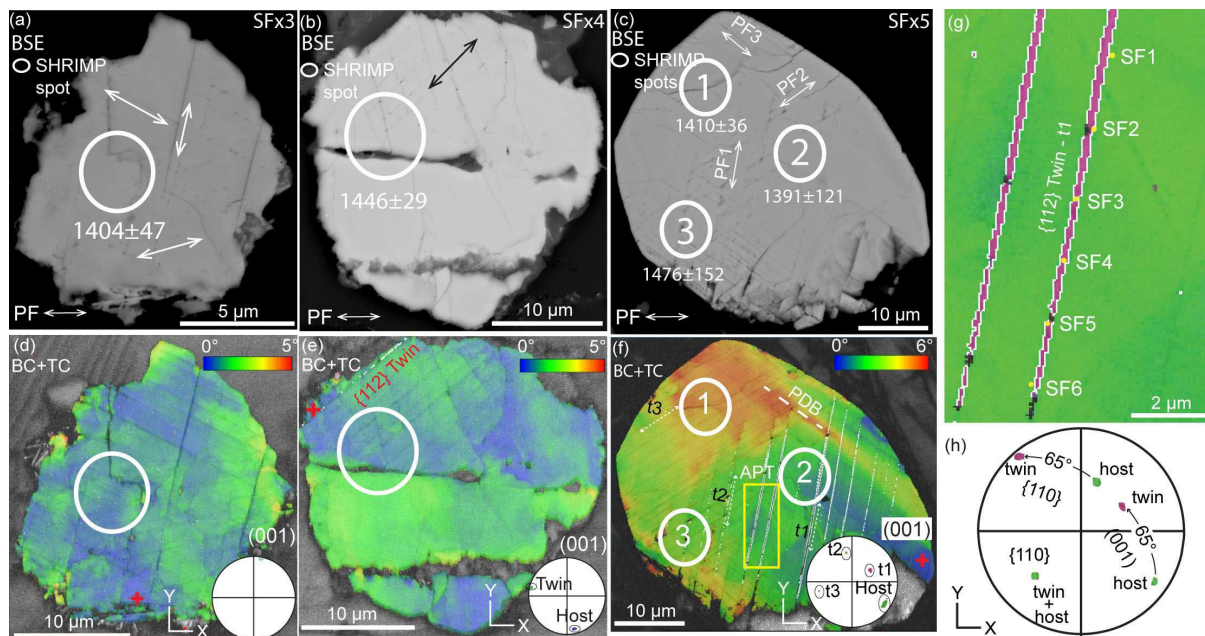 (a)
SFx3
BSE
SHRIMP
spot
1404±47
PF
5 µm
(b)
SFx4
BSE
SHRIMP
spot
1446±29
PF
10 µm
(c)
SFx5
BSE
SHRIMP
spots
PF3
PF2
PF1
1
1410±36
2
1391±121
3
1476±152
PF
10 µm
(d)
0°
5°
BC+TC
(001)
10 µm
Y
X
(e)
0°
5°
BC+TC
{112} Twin
(001)
Twin
Host
10 µm
Y
X
(f)
0°
6°
BC+TC
1
t3
PDB
APT
2
t2
t1
3
(001)
t2
t1
t3
Host
10 µm
Y
X
(g)
SF1
SF2
{112} Twin - t1
SF3
SF4
SF5
SF6
2 µm
(h)
twin
65°
host
{110}
twin
65°
(001)
{110}
host
twin
+
host
Y
X